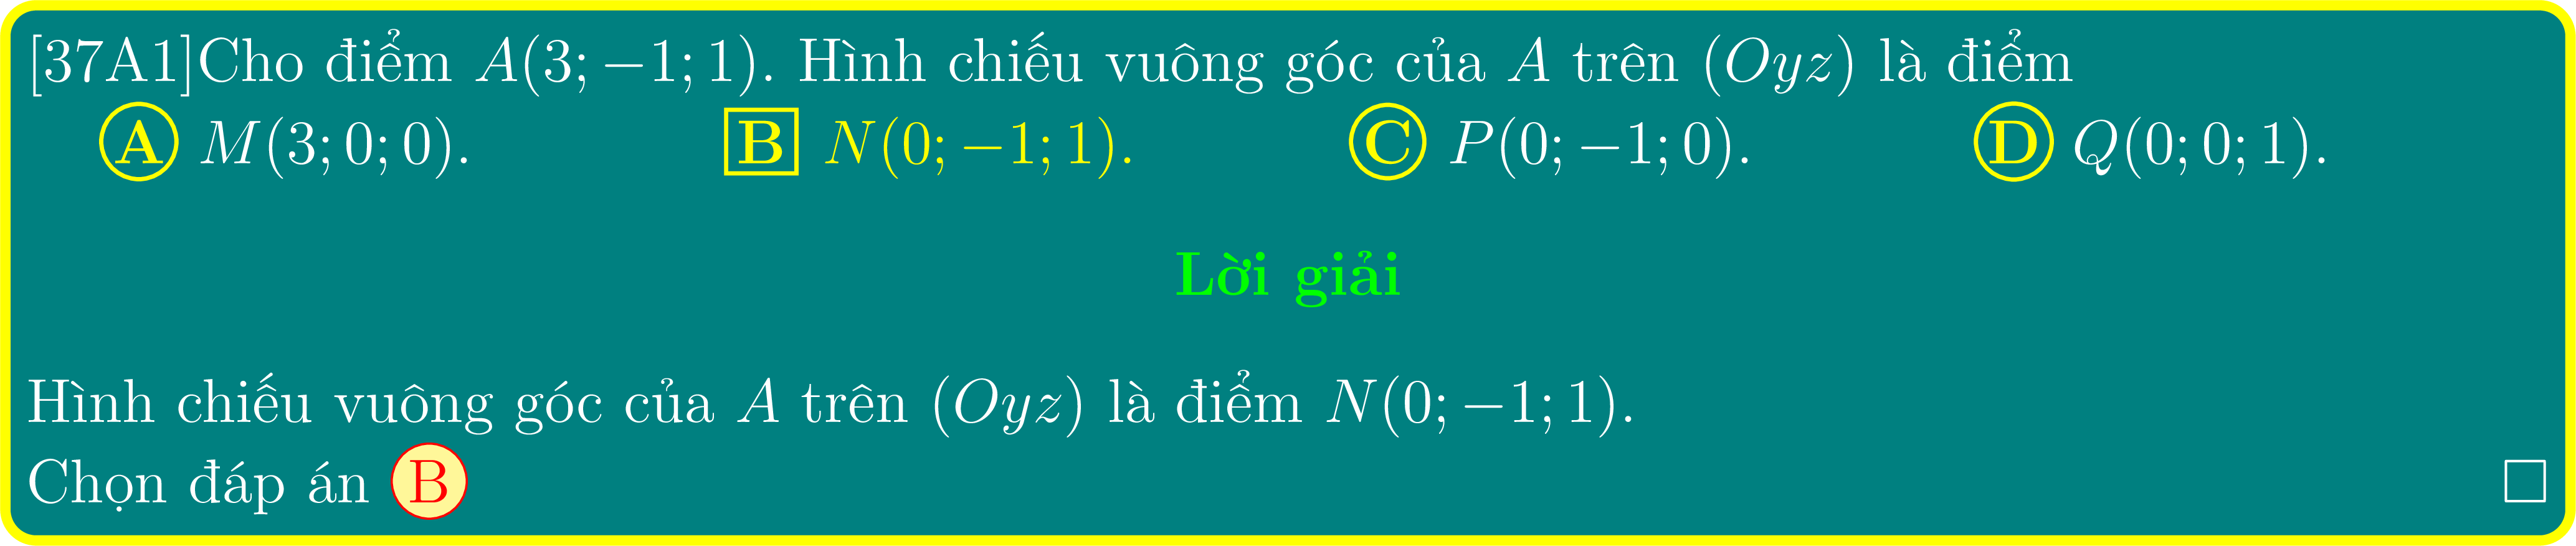 [37A1]Cho điểm A(3; −1; 1). Hình chiếu vuông góc của A trên (Oyz) là điểm
A M(3; 0; 0). B N(0; −1; 1). C P(0; −1; 0). D Q(0; 0; 1).
Lời giải
Hình chiếu vuông góc của A trên (Oyz) là điểm N(0; −1; 1).
Chọn đáp án B □